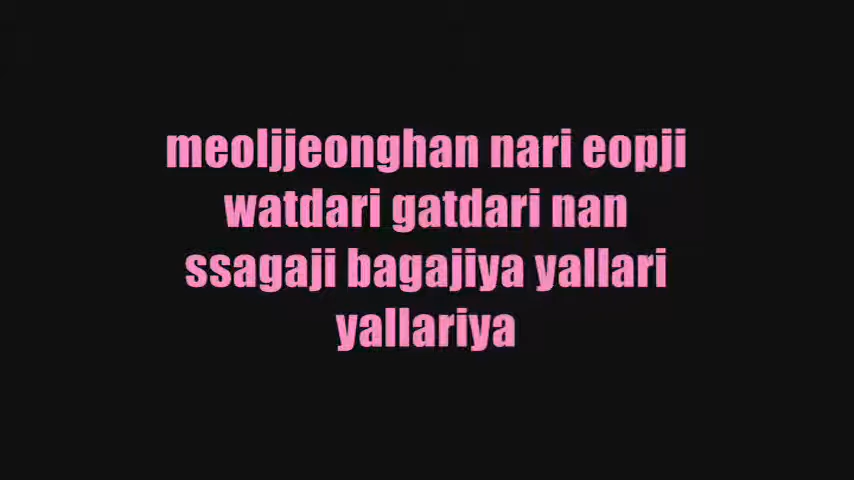 meoljjeonghan nari eopji
watdari gatdari nan
ssagaji bagajiya yallari
yallariya